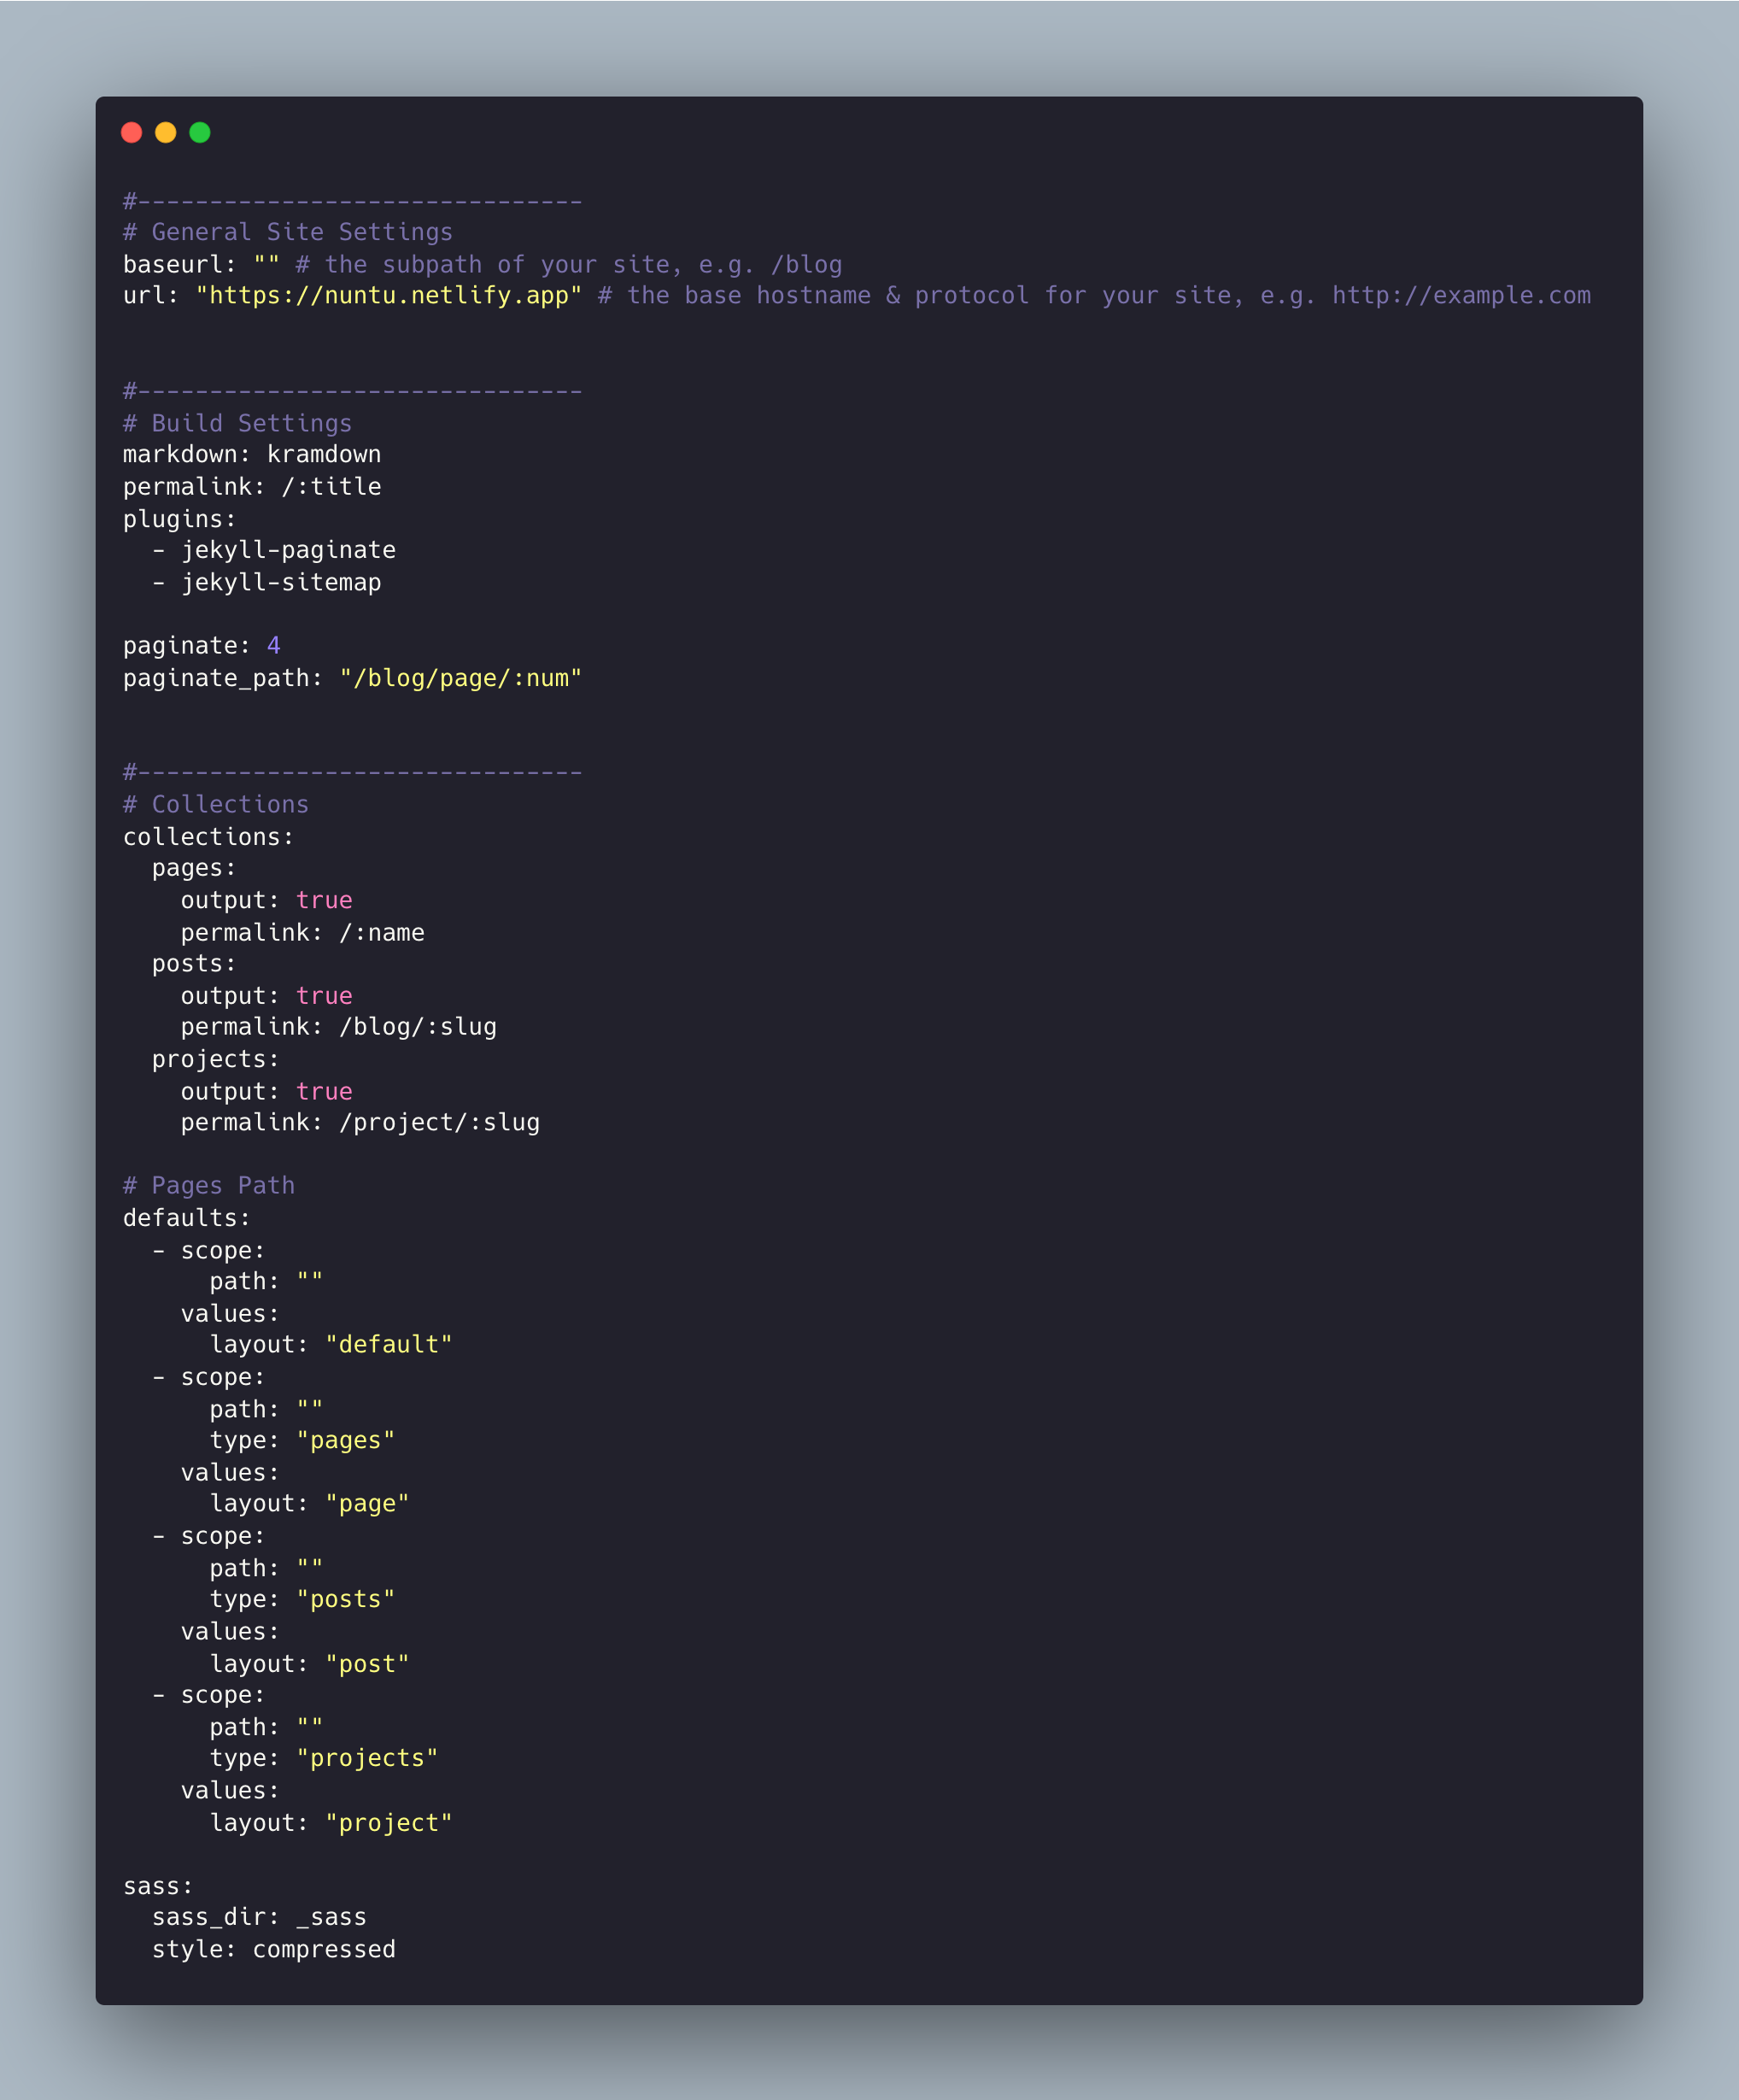 #-------------------------------
# General Site Settings
baseurl: "" # the subpath of your site, e.g. /blog
url: "https://nuntu.netlify.app" # the base hostname & protocol for your site, e.g. http://example.com


#-------------------------------
# Build Settings
markdown: kramdown
permalink: /:title
plugins:
  - jekyll-paginate
  - jekyll-sitemap

paginate: 4
paginate_path: "/blog/page/:num"


#-------------------------------
# Collections
collections:
  pages:
    output: true
    permalink: /:name
  posts:
    output: true
    permalink: /blog/:slug
  projects:
    output: true
    permalink: /project/:slug

# Pages Path
defaults:
  - scope:
      path: ""
    values:
      layout: "default"
  - scope:
      path: ""
      type: "pages"
    values:
      layout: "page"
  - scope:
      path: ""
      type: "posts"
    values:
      layout: "post"
  - scope:
      path: ""
      type: "projects"
    values:
      layout: "project"

sass:
  sass_dir: _sass
  style: compressed